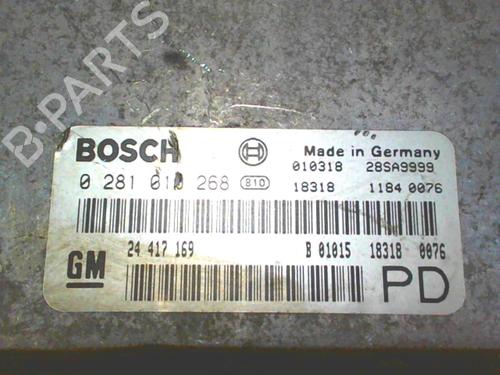 B-PARTS
BOSCH
Made in Germany
0 281 010 268 810
010318 28SA9999
18318 1184 0076
GM
24 417 169 B 01015 18318 0076
PD